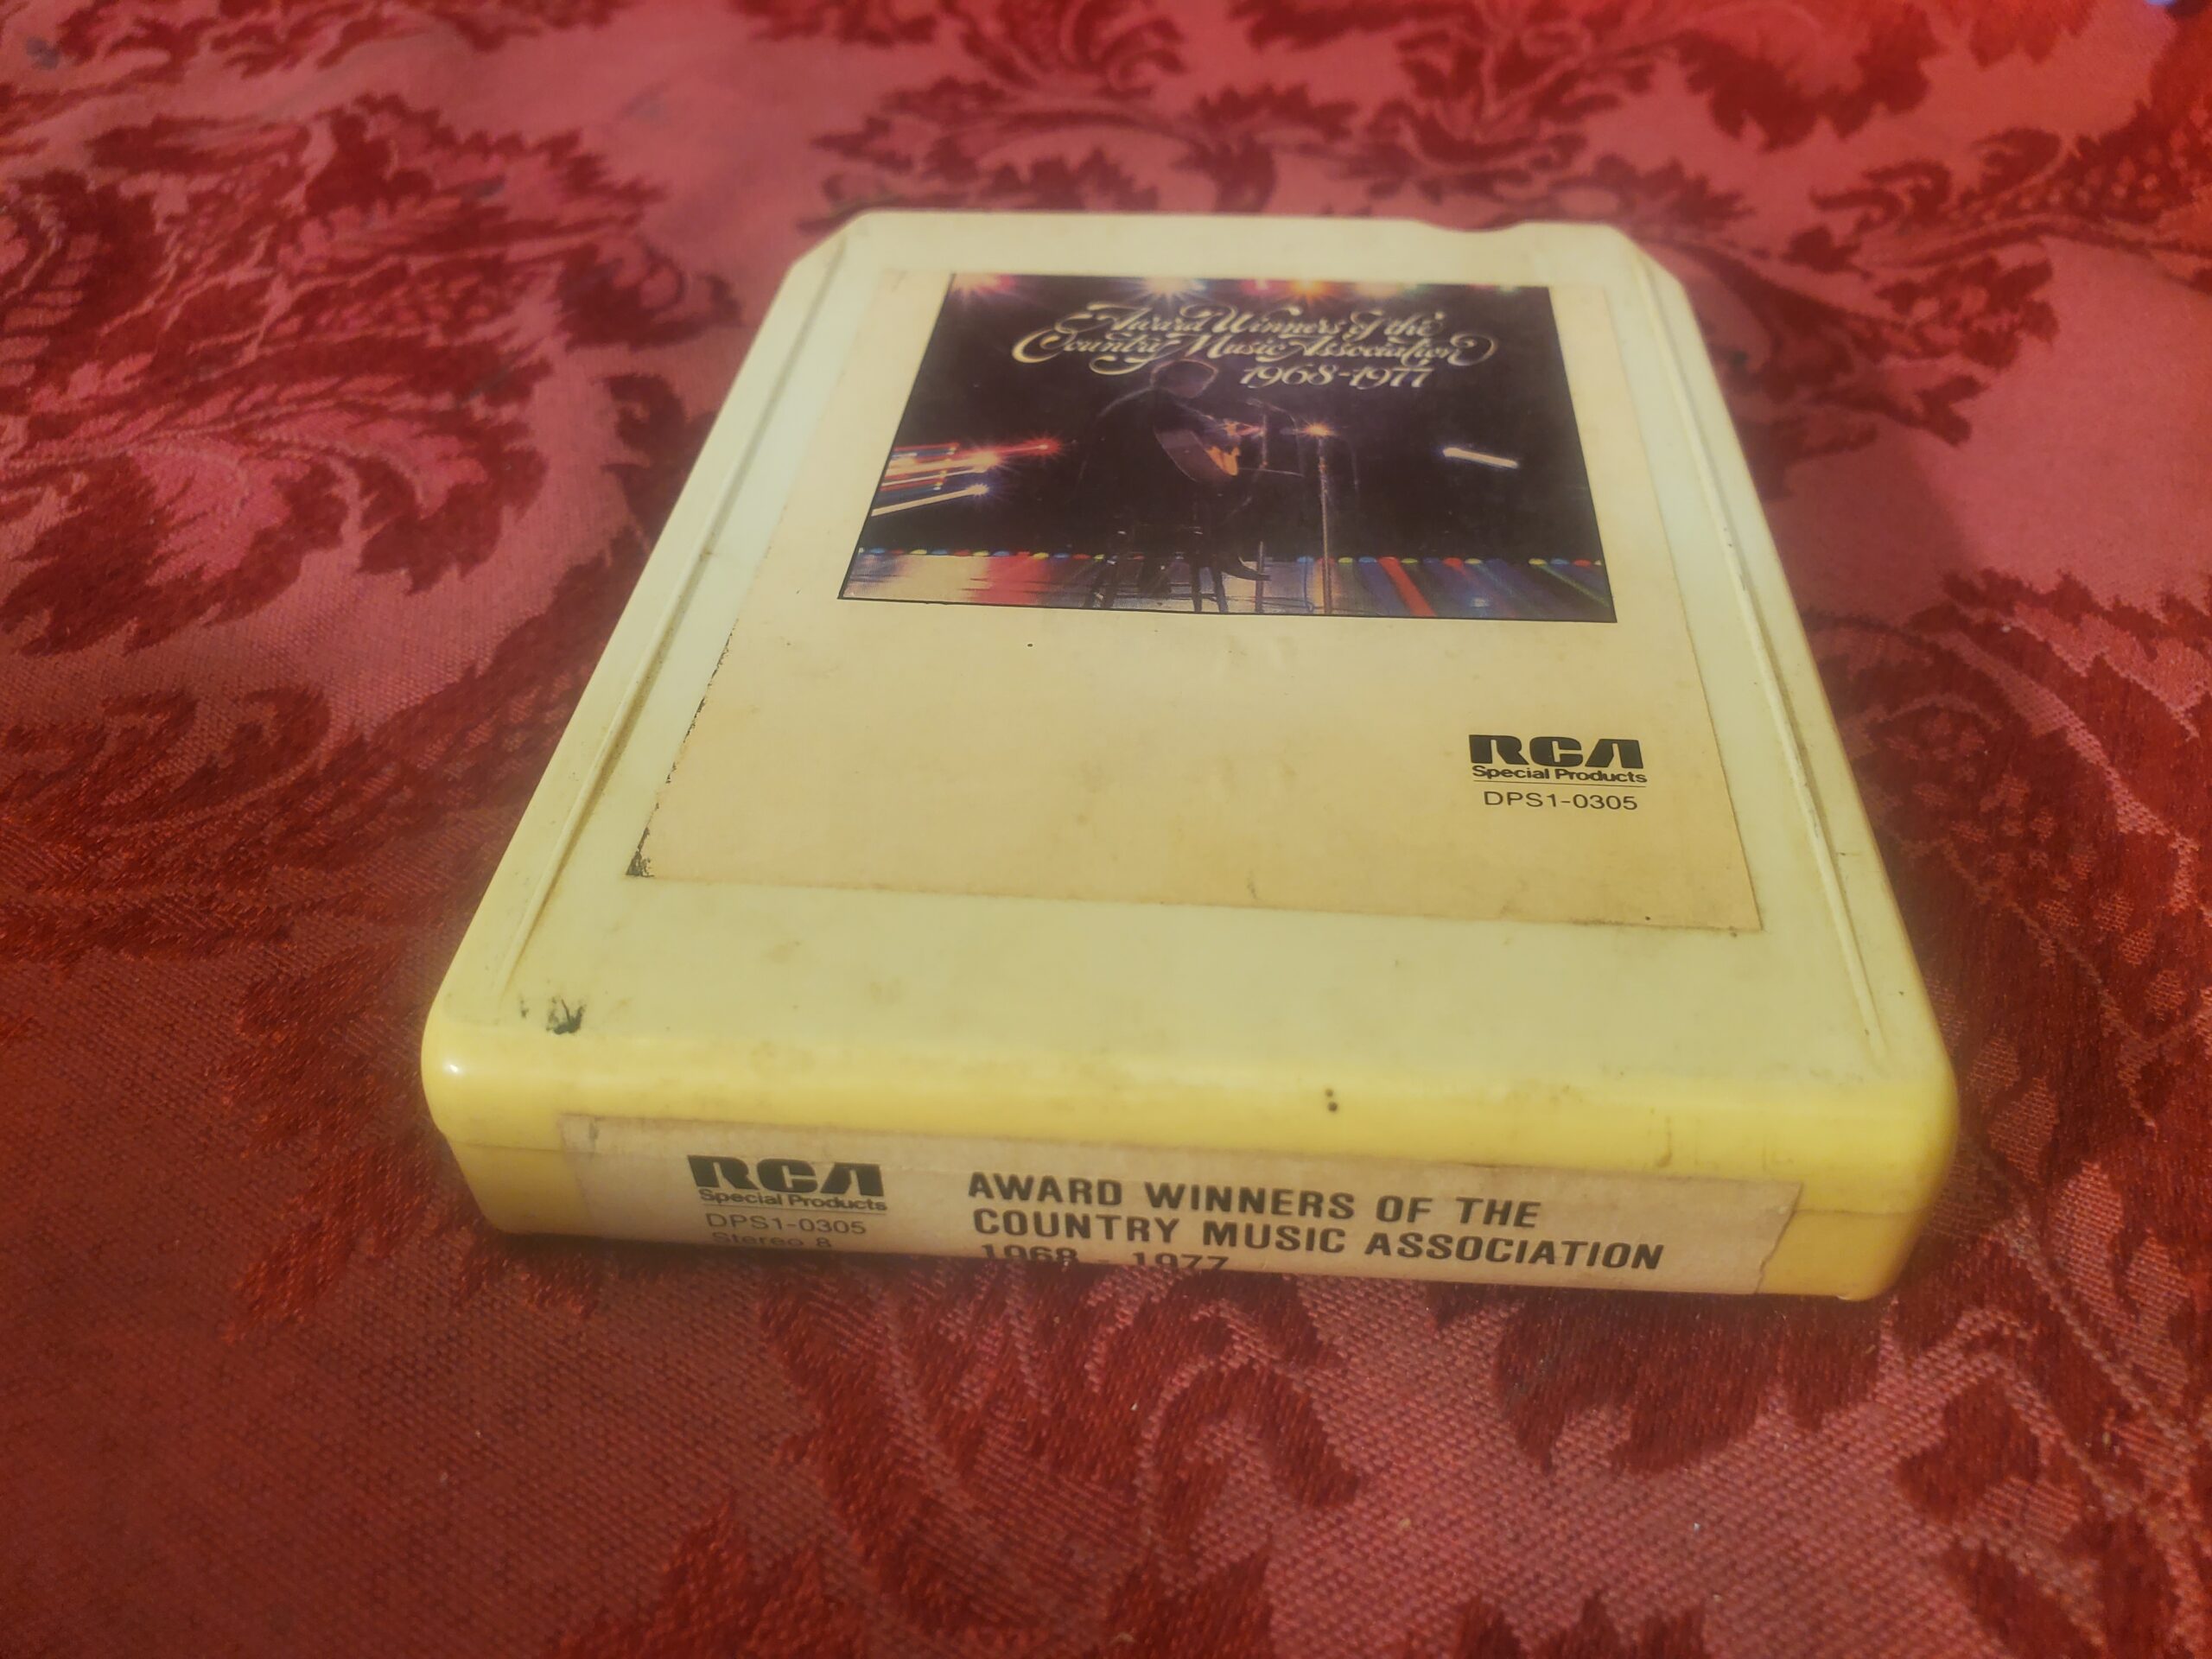 Award Winners of the
Country Music Association
1968-1977
RCA
Special Products
DPS1-0305
RCA
Special Products
DPS1-0305
Stereo 8
AWARD WINNERS OF THE
COUNTRY MUSIC ASSOCIATION
1968 - 1977